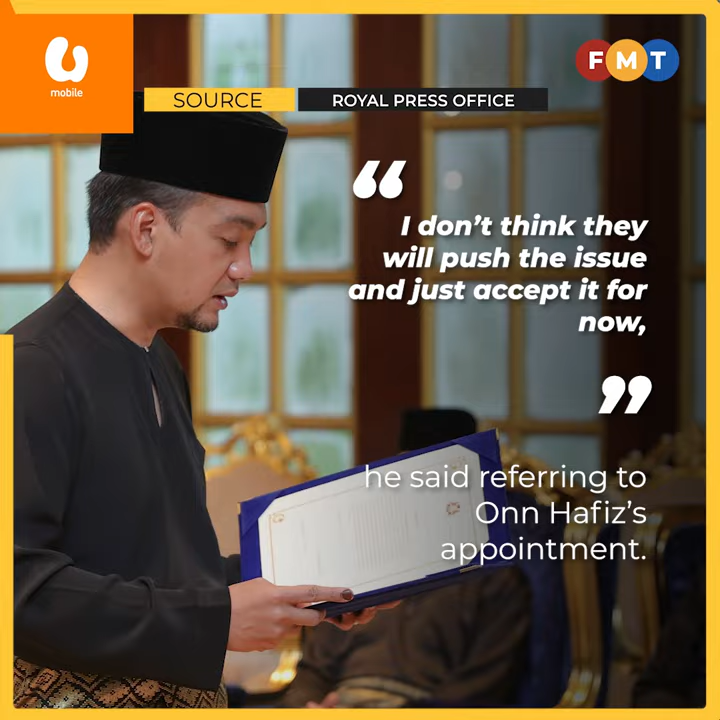 mobile
FMT
SOURCE
ROYAL PRESS OFFICE
“
I don’t think they
will push the issue
and just accept it for
now,
”
he said referring to
Onn Hafiz’s
appointment.